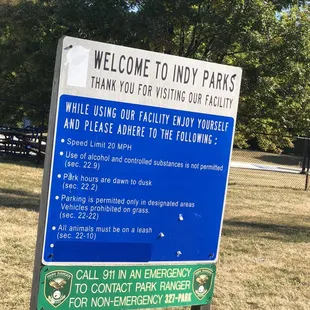 WELCOME TO INDY PARKS
THANK YOU FOR VISITING OUR FACILITY
WHILE USING OUR FACILITY ENJOY YOURSELF
AND PLEASE ADHERE TO THE FOLLOWING:
• Speed Limit 20 MPH
• Use of alcohol and controlled substances is not permitted
(sec. 22.9)
• Park hours are dawn to dusk
(sec. 22.2)
• Parking is permitted only in designated areas
Vehicles prohibited on grass.
(sec. 22-22)
• All animals must be on a leash
(sec. 22-10)
CALL 911 IN AN EMERGENCY
TO CONTACT PARK RANGER
FOR NON-EMERGENCY 327-PARK